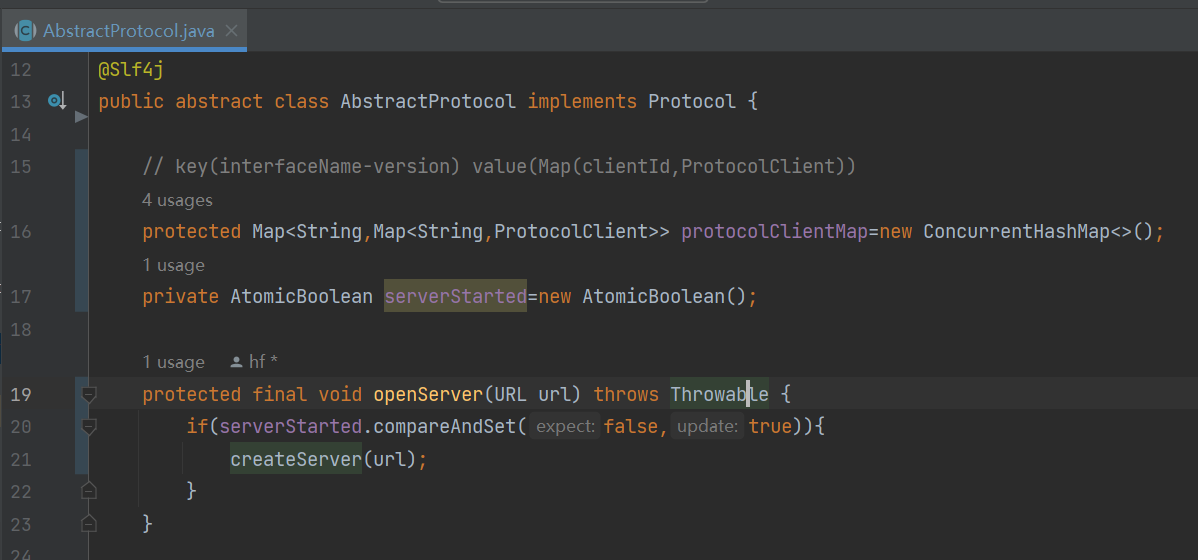 AbstractProtocol.java
12 @Slf4j
13 public abstract class AbstractProtocol implements Protocol {
14
15 // key(interfaceName-version) value(Map(clientId,ProtocolClient))
4 usages
16 protected Map<String,Map<String,ProtocolClient>> protocolClientMap=new ConcurrentHashMap<>();
1 usage
17 private AtomicBoolean serverStarted=new AtomicBoolean();
18
1 usage hf *
19 protected final void openServer(URL url) throws Throwable {
20 if(serverStarted.compareAndSet( expect: false, update: true)){
21 createServer(url);
22 }
23 }
24